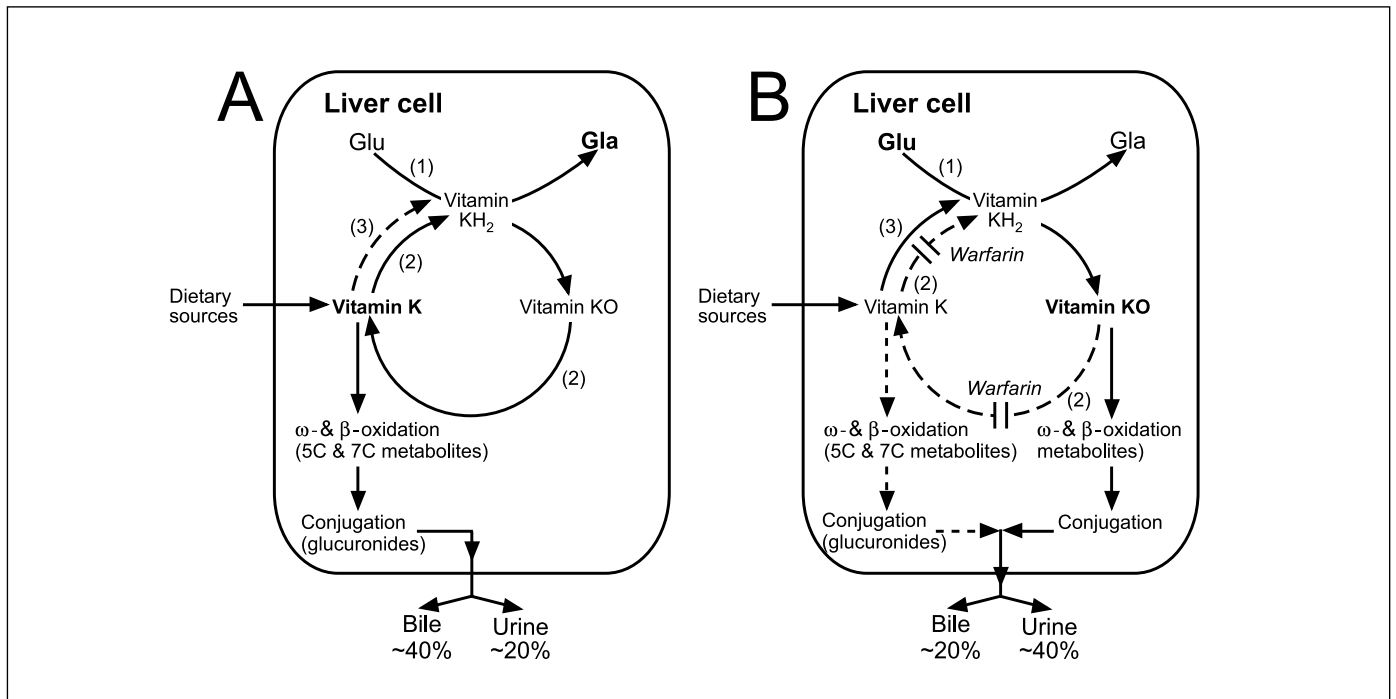 A
Liver cell
Glu
Gla
(1)
Vitamin
KH₂
(3)
(2)
Dietary
sources
Vitamin K
Vitamin KO
(2)
ω-& β-oxidation
(5C & 7C metabolites)
Conjugation
(glucuronides)
Bile
~40%
Urine
~20%
B
Liver cell
Glu
Gla
(1)
Vitamin
KH₂
(3)
Warfarin
(2)
Dietary
sources
Vitamin K
Vitamin KO
Warfarin
(2)
ω-& β-oxidation
(5C & 7C metabolites)
ω-& β-oxidation
metabolites)
Conjugation
(glucuronides)
Conjugation
Bile
~20%
Urine
~40%